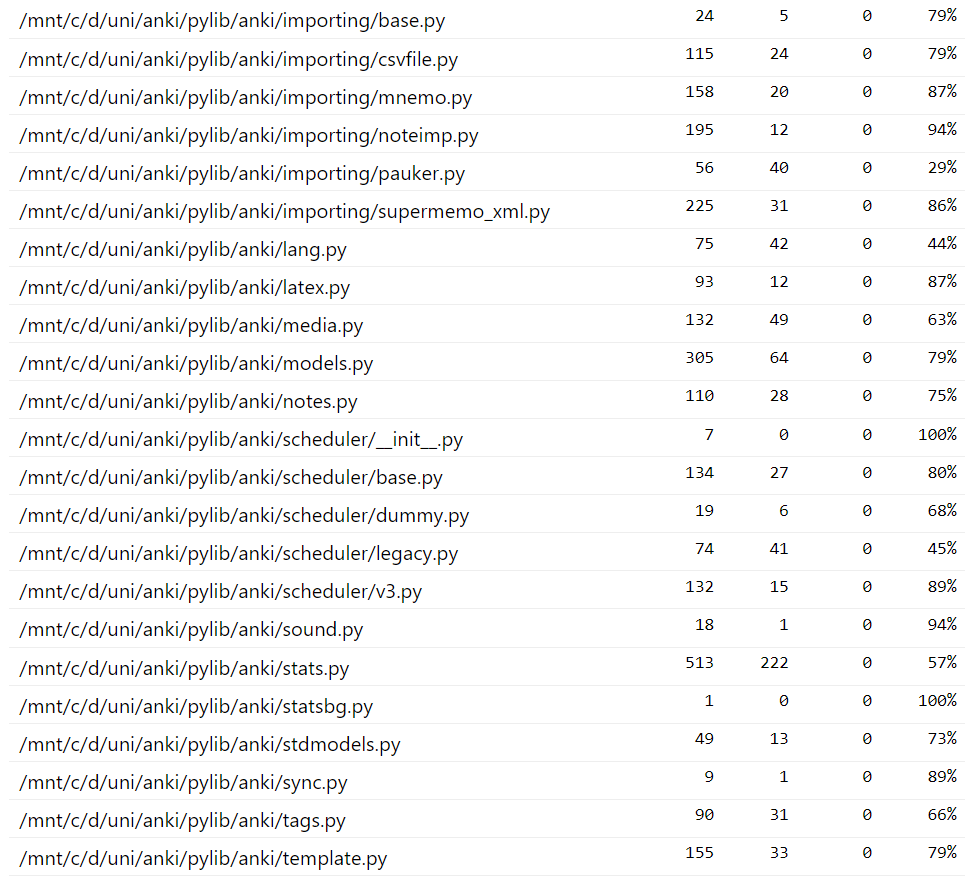 /mnt/c/d/uni/anki/pylib/anki/importing/base.py 24 5 0 79%
/mnt/c/d/uni/anki/pylib/anki/importing/csvfile.py 115 24 0 79%
/mnt/c/d/uni/anki/pylib/anki/importing/mnemo.py 158 20 0 87%
/mnt/c/d/uni/anki/pylib/anki/importing/noteimp.py 195 12 0 94%
/mnt/c/d/uni/anki/pylib/anki/importing/pauker.py 56 40 0 29%
/mnt/c/d/uni/anki/pylib/anki/importing/supermemo_xml.py 225 31 0 86%
/mnt/c/d/uni/anki/pylib/anki/lang.py 75 42 0 44%
/mnt/c/d/uni/anki/pylib/anki/latex.py 93 12 0 87%
/mnt/c/d/uni/anki/pylib/anki/media.py 132 49 0 63%
/mnt/c/d/uni/anki/pylib/anki/models.py 305 64 0 79%
/mnt/c/d/uni/anki/pylib/anki/notes.py 110 28 0 75%
/mnt/c/d/uni/anki/pylib/anki/scheduler/__init__.py 7 0 0 100%
/mnt/c/d/uni/anki/pylib/anki/scheduler/base.py 134 27 0 80%
/mnt/c/d/uni/anki/pylib/anki/scheduler/dummy.py 19 6 0 68%
/mnt/c/d/uni/anki/pylib/anki/scheduler/legacy.py 74 41 0 45%
/mnt/c/d/uni/anki/pylib/anki/scheduler/v3.py 132 15 0 89%
/mnt/c/d/uni/anki/pylib/anki/sound.py 18 1 0 94%
/mnt/c/d/uni/anki/pylib/anki/stats.py 513 222 0 57%
/mnt/c/d/uni/anki/pylib/anki/statsbg.py 1 0 0 100%
/mnt/c/d/uni/anki/pylib/anki/stdmodels.py 49 13 0 73%
/mnt/c/d/uni/anki/pylib/anki/sync.py 9 1 0 89%
/mnt/c/d/uni/anki/pylib/anki/tags.py 90 31 0 66%
/mnt/c/d/uni/anki/pylib/anki/template.py 155 33 0 79%